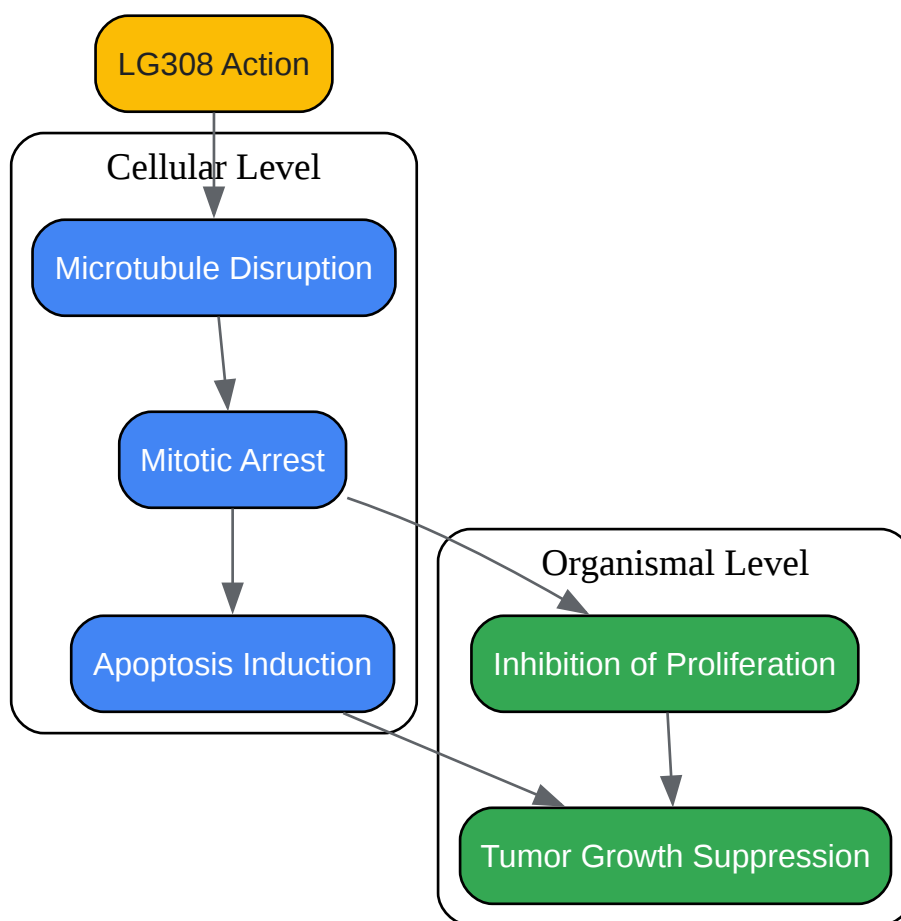 LG308 Action
Cellular Level
Microtubule Disruption
Mitotic Arrest
Apoptosis Induction
Organismal Level
Inhibition of Proliferation
Tumor Growth Suppression